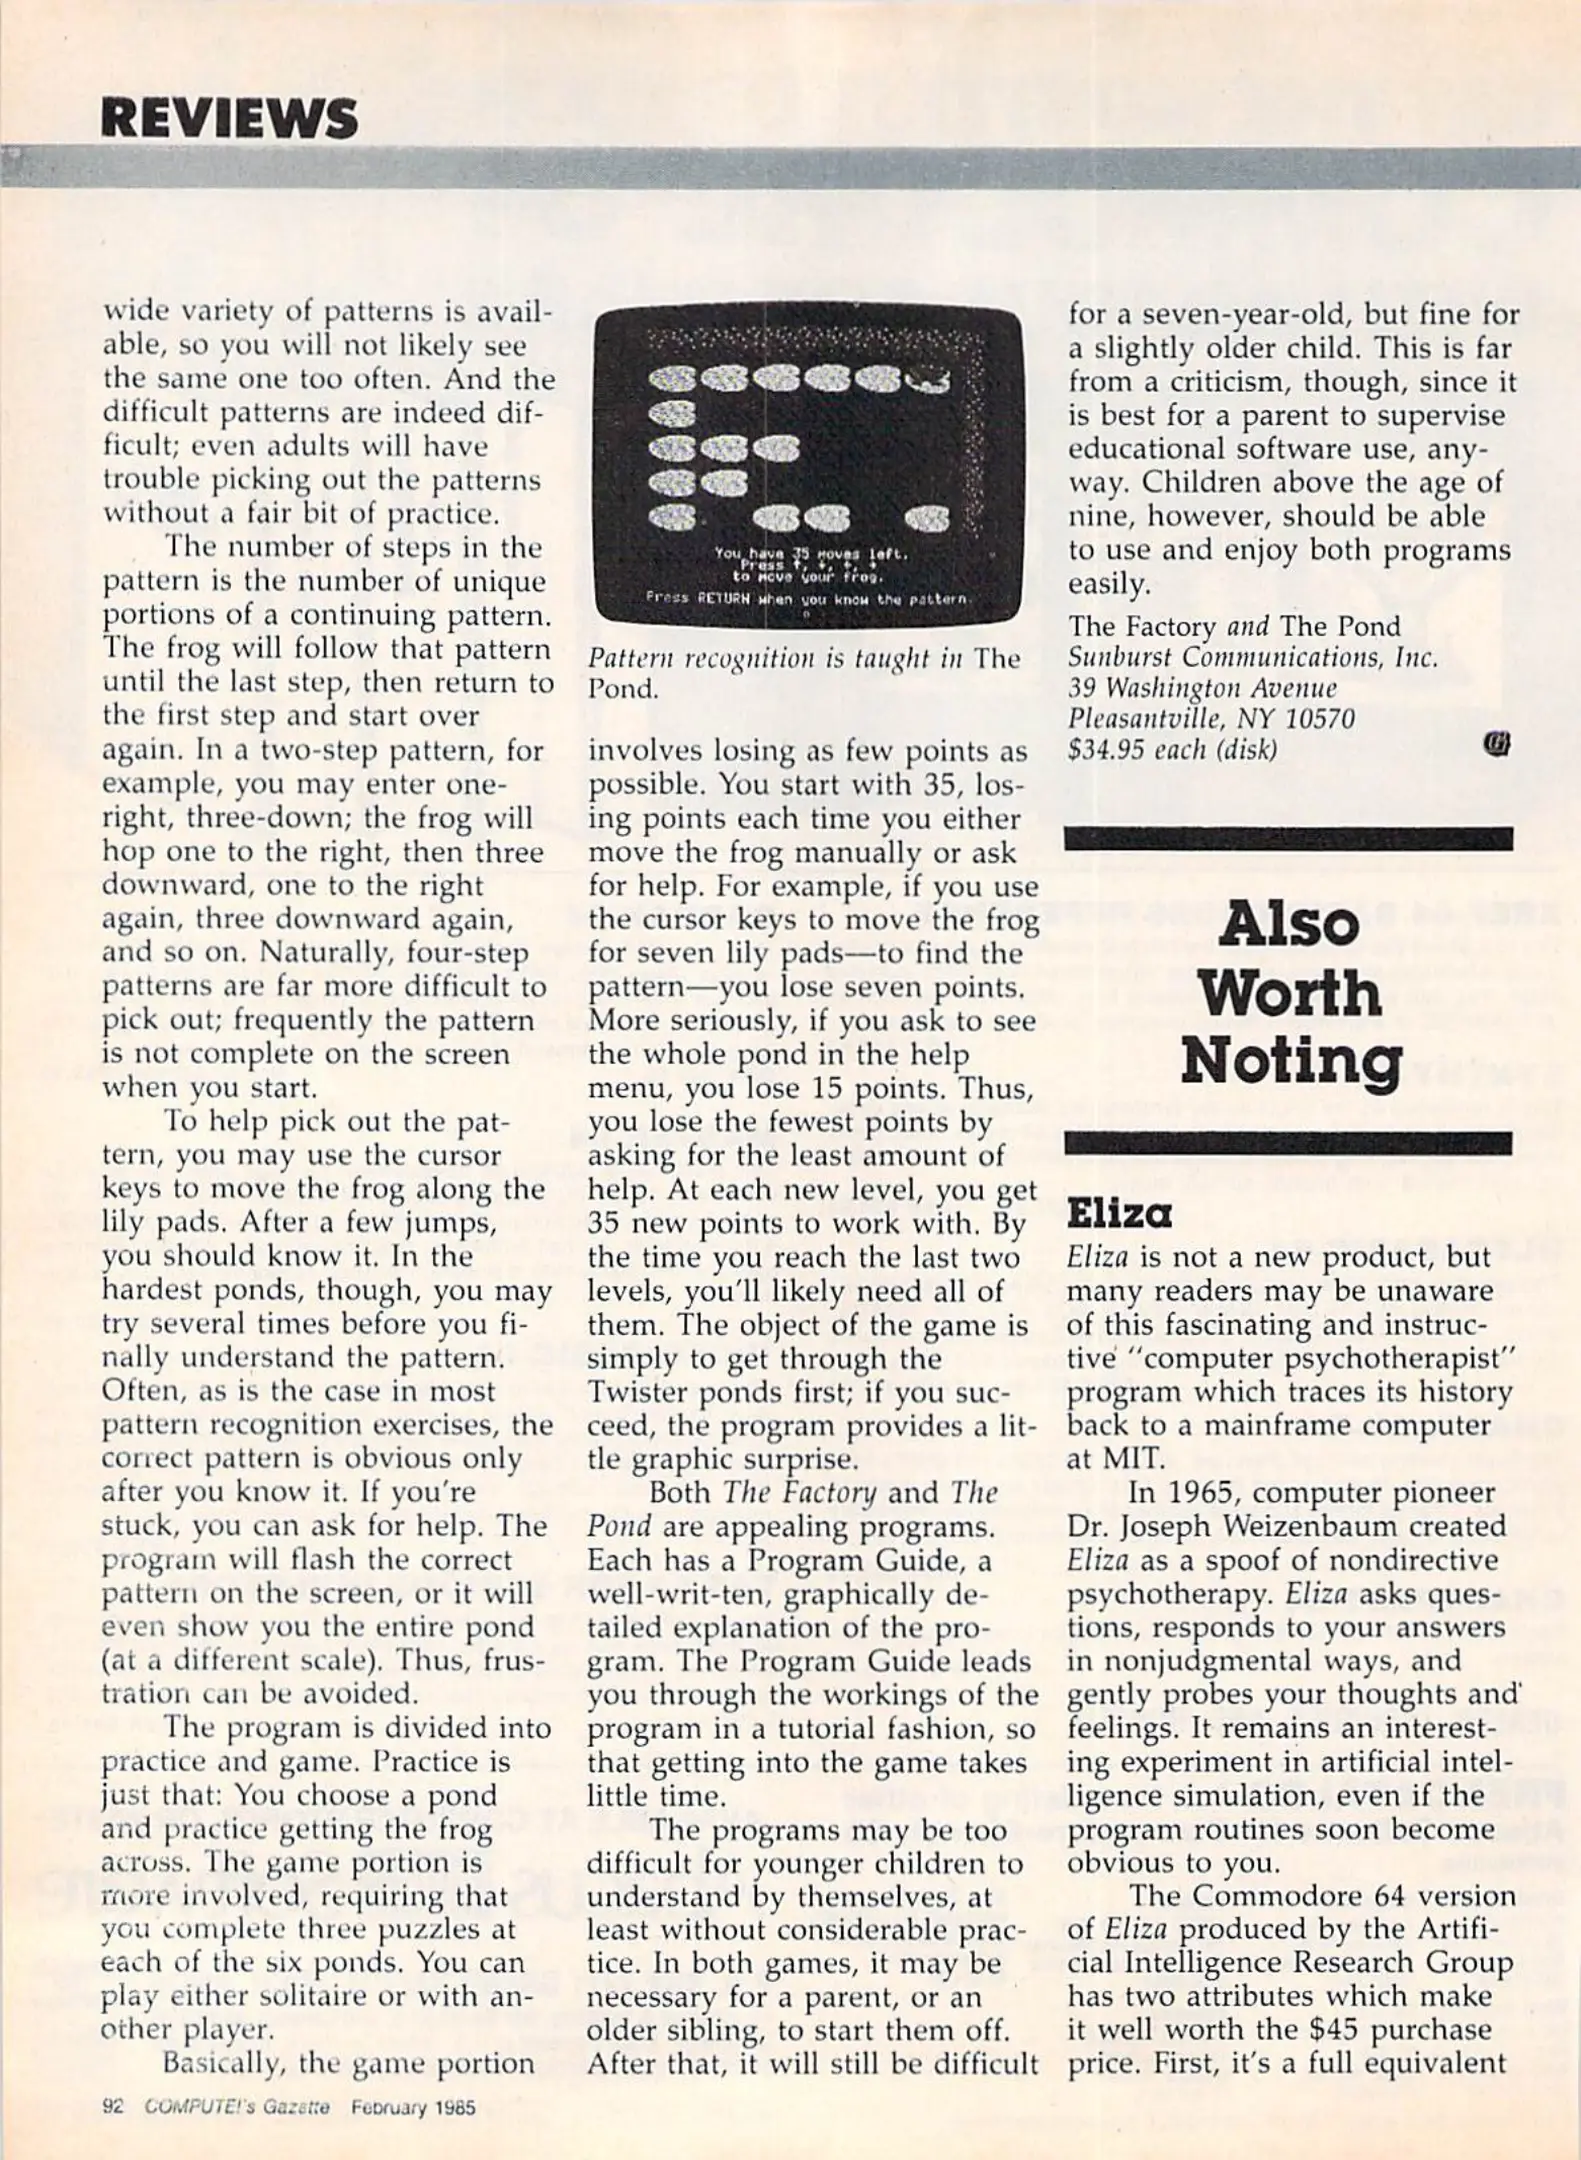 REVIEWS
wide variety of patterns is avail-
able, so you will not likely see
the same one too often. And the
difficult patterns are indeed dif-
ficult; even adults will have
trouble picking out the patterns
without a fair bit of practice.
The number of steps in the
pattern is the number of unique
portions of a continuing pattern.
The frog will follow that pattern
until the last step, then return to
the first step and start over
again. In a two-step pattern, for
example, you may enter one-
right, three-down; the frog will
hop one to the right, then three
downward, one to the right
again, three downward again,
and so on. Naturally, four-step
patterns are far more difficult to
pick out; frequently the pattern
is not complete on the screen
when you start.
To help pick out the pat-
tern, you may use the cursor
keys to move the frog along the
lily pads. After a few jumps,
you should know it. In the
hardest ponds, though, you may
try several times before you fi-
nally understand the pattern.
Often, as is the case in most
pattern recognition exercises, the
correct pattern is obvious only
after you know it. If you're
stuck, you can ask for help. The
program will flash the correct
pattern on the screen, or it will
even show you the entire pond
(at a different scale). Thus, frus-
tration can be avoided.
The program is divided into
practice and game. Practice is
just that: You choose a pond
and practice getting the frog
across. The game portion is
more involved, requiring that
you complete three puzzles at
each of the six ponds. You can
play either solitaire or with an-
other player.
Basically, the game portion
You have 35 moves left.
Press ↑, ↓, ←, →
to move your frog.
Press RETURN when you know the pattern.
Pattern recognition is taught in The
Pond.
involves losing as few points as
possible. You start with 35, los-
ing points each time you either
move the frog manually or ask
for help. For example, if you use
the cursor keys to move the frog
for seven lily pads—to find the
pattern—you lose seven points.
More seriously, if you ask to see
the whole pond in the help
menu, you lose 15 points. Thus,
you lose the fewest points by
asking for the least amount of
help. At each new level, you get
35 new points to work with. By
the time you reach the last two
levels, you'll likely need all of
them. The object of the game is
simply to get through the
Twister ponds first; if you suc-
ceed, the program provides a lit-
tle graphic surprise.
Both The Factory and The
Pond are appealing programs.
Each has a Program Guide, a
well-writ-ten, graphically de-
tailed explanation of the pro-
gram. The Program Guide leads
you through the workings of the
program in a tutorial fashion, so
that getting into the game takes
little time.
The programs may be too
difficult for younger children to
understand by themselves, at
least without considerable prac-
tice. In both games, it may be
necessary for a parent, or an
older sibling, to start them off.
After that, it will still be difficult
for a seven-year-old, but fine for
a slightly older child. This is far
from a criticism, though, since it
is best for a parent to supervise
educational software use, any-
way. Children above the age of
nine, however, should be able
to use and enjoy both programs
easily.
The Factory and The Pond
Sunburst Communications, Inc.
39 Washington Avenue
Pleasantville, NY 10570
$34.95 each (disk)
Also
Worth
Noting
Eliza
Eliza is not a new product, but
many readers may be unaware
of this fascinating and instruc-
tive "computer psychotherapist"
program which traces its history
back to a mainframe computer
at MIT.
In 1965, computer pioneer
Dr. Joseph Weizenbaum created
Eliza as a spoof of nondirective
psychotherapy. Eliza asks ques-
tions, responds to your answers
in nonjudgmental ways, and
gently probes your thoughts and
feelings. It remains an interest-
ing experiment in artificial intel-
ligence simulation, even if the
program routines soon become
obvious to you.
The Commodore 64 version
of Eliza produced by the Artifi-
cial Intelligence Research Group
has two attributes which make
it well worth the $45 purchase
price. First, it's a full equivalent
92 COMPUTE!'s Gazette February 1985